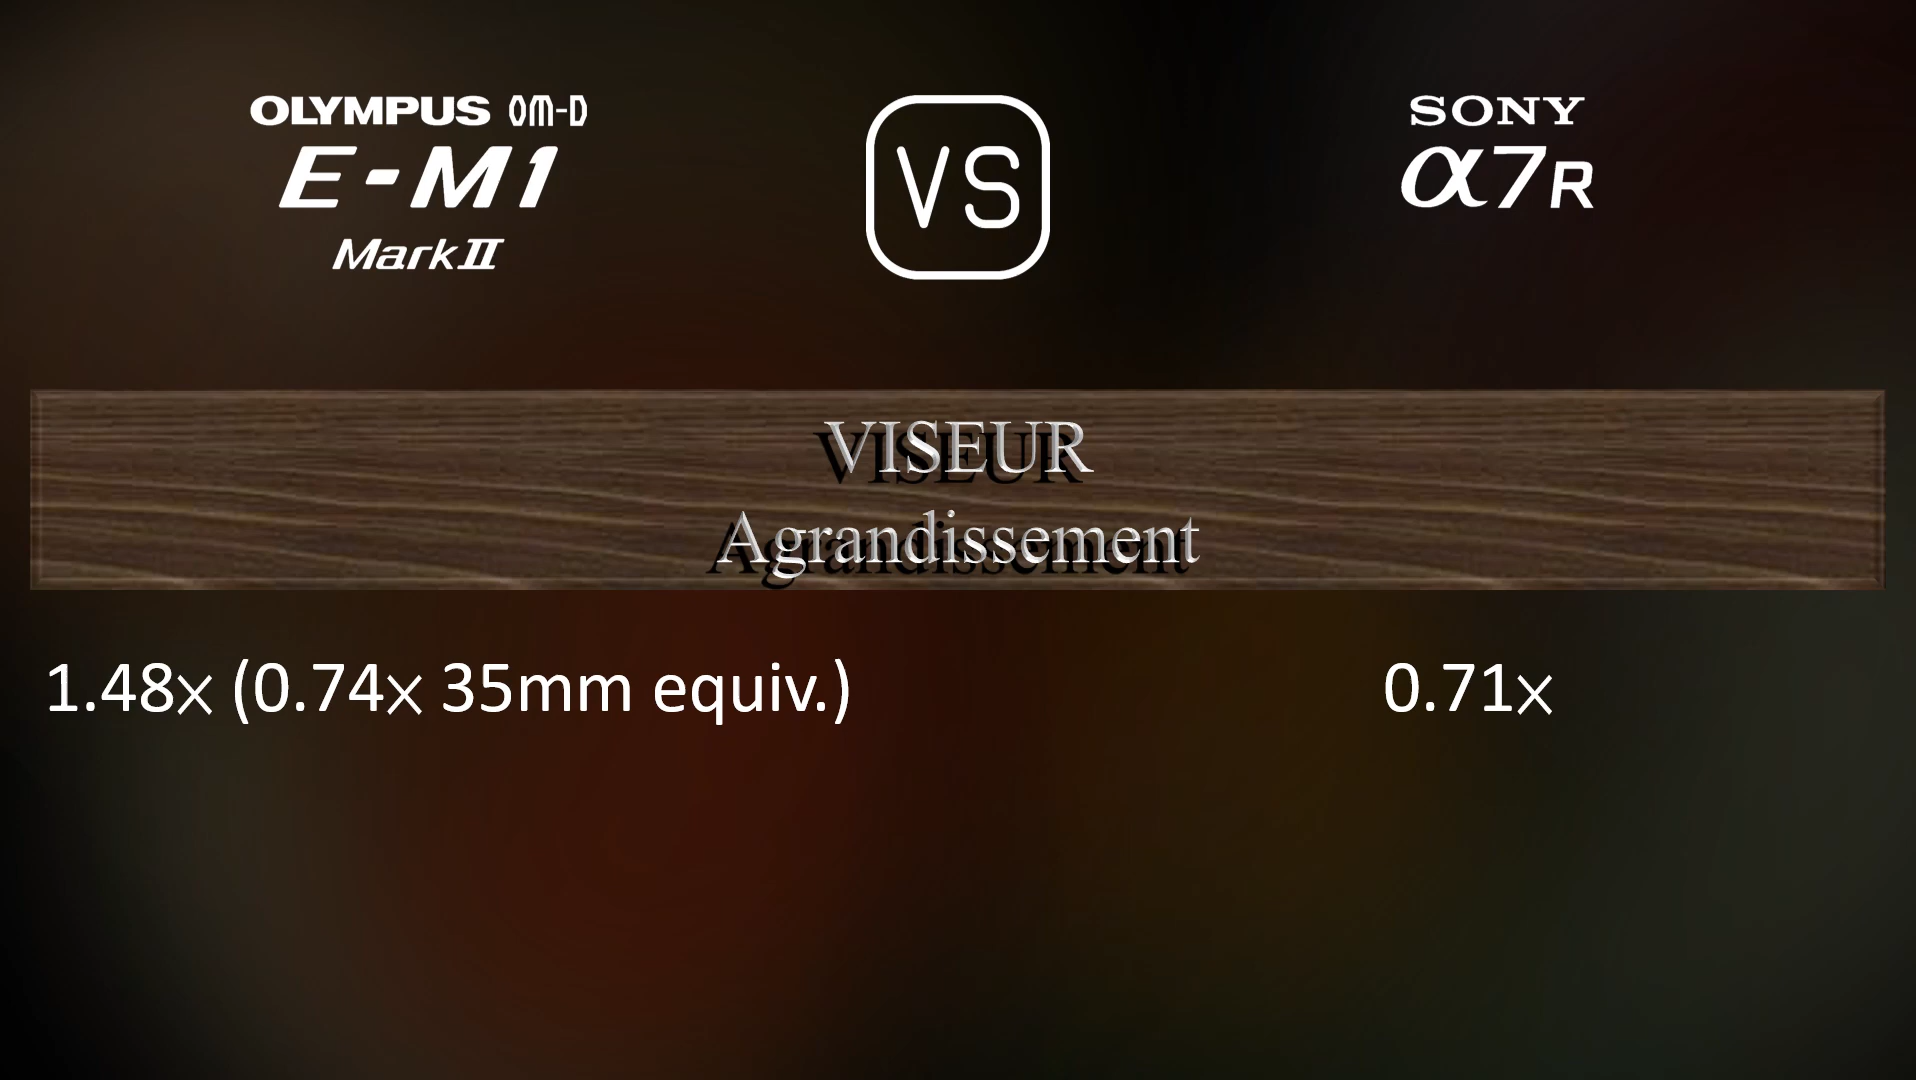 OLYMPUS OM-D
E-M1
Mark II
VS
SONY
α7R
VISEUR
Agrandissement
1.48x (0.74x 35mm equiv.)
0.71x